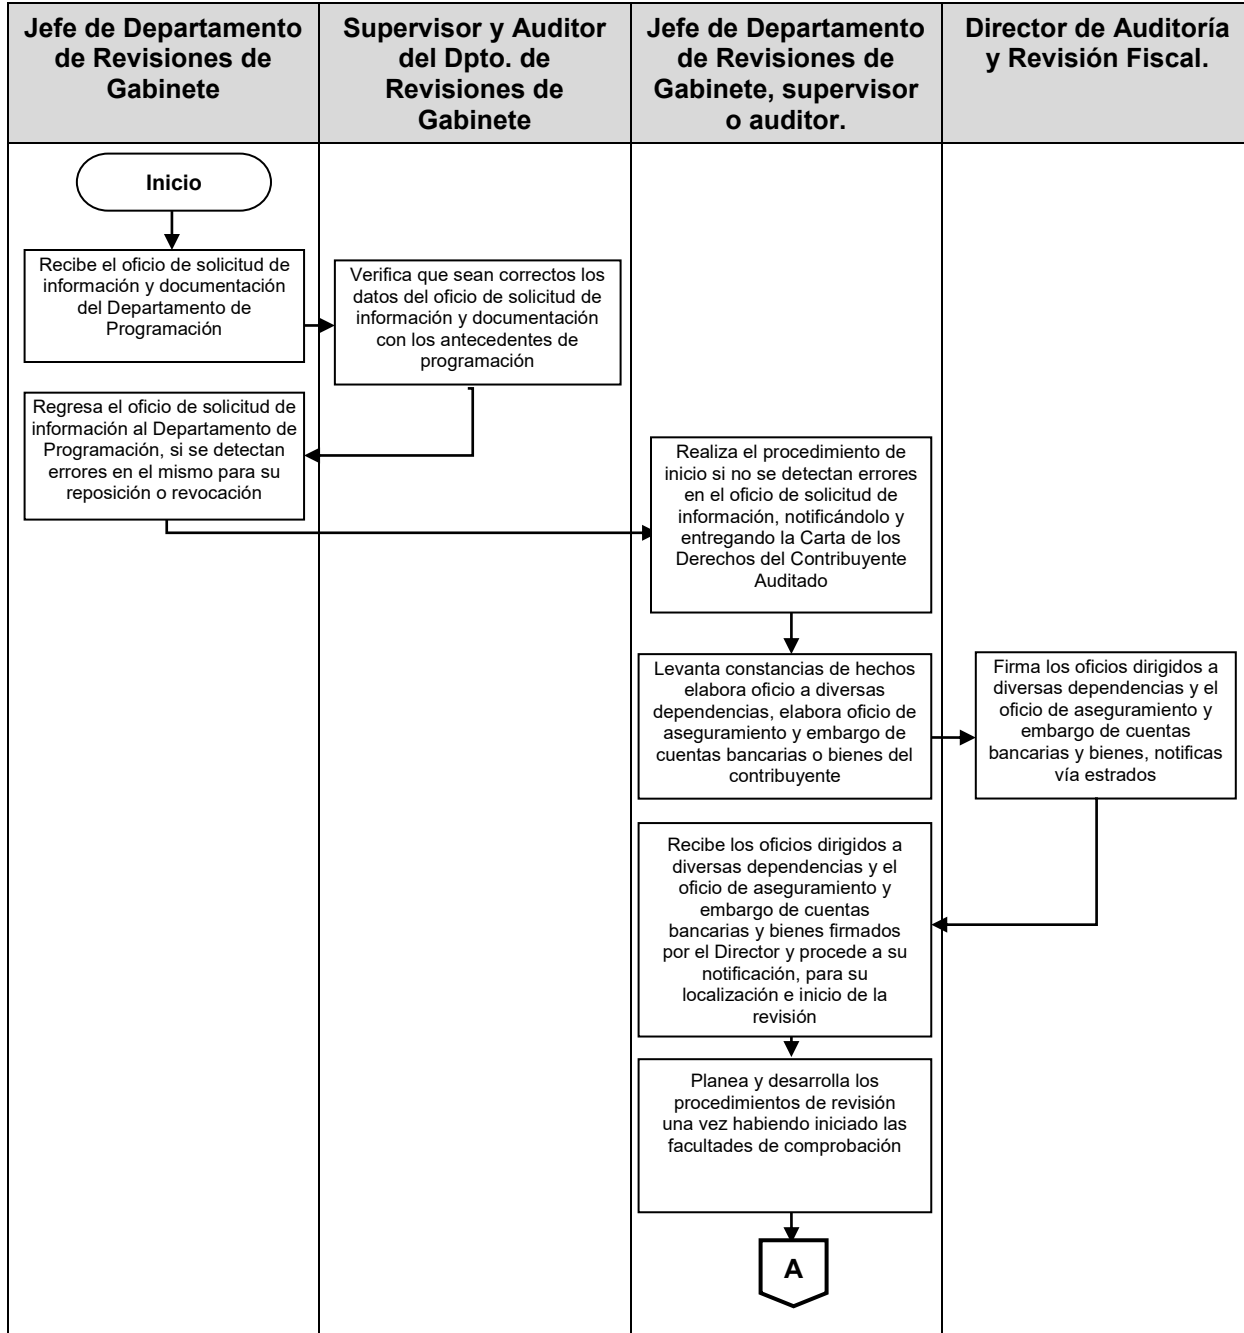 Jefe de Departamento
de Revisiones de
Gabinete
Supervisor y Auditor
del Dpto. de
Revisiones de
Gabinete
Jefe de Departamento
de Revisiones de
Gabinete, supervisor
o auditor.
Director de Auditoría
y Revisión Fiscal.
Inicio
Recibe el oficio de solicitud de
información y documentación
del Departamento de
Programación
Verifica que sean correctos los
datos del oficio de solicitud de
información y documentación
con los antecedentes de
programación
Regresa el oficio de solicitud de
información al Departamento de
Programación, si se detectan
errores en el mismo para su
reposición o revocación
Realiza el procedimiento de
inicio si no se detectan errores
en el oficio de solicitud de
información, notificándolo y
entregando la Carta de los
Derechos del Contribuyente
Auditado
Levanta constancias de hechos
elabora oficio a diversas
dependencias, elabora oficio de
aseguramiento y embargo de
cuentas bancarias o bienes del
contribuyente
Firma los oficios dirigidos a
diversas dependencias y el
oficio de aseguramiento y
embargo de cuentas
bancarias y bienes, notificas
vía estrados
Recibe los oficios dirigidos a
diversas dependencias y el
oficio de aseguramiento y
embargo de cuentas
bancarias y bienes firmados
por el Director y procede a su
notificación, para su
localización e inicio de la
revisión
Planea y desarrolla los
procedimientos de revisión
una vez habiendo iniciado las
facultades de comprobación
A